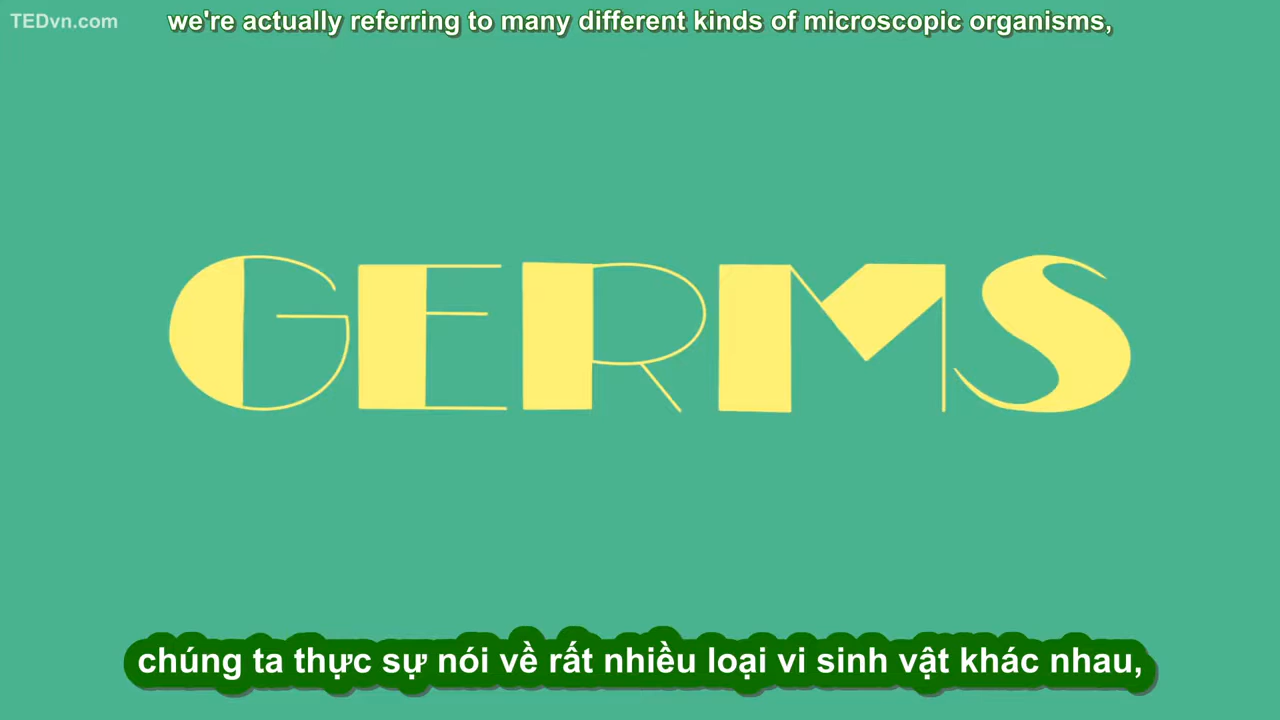 TEDvn.com
we're actually referring to many different kinds of microscopic organisms,
GERMS
chúng ta thực sự nói về rất nhiều loại vi sinh vật khác nhau,